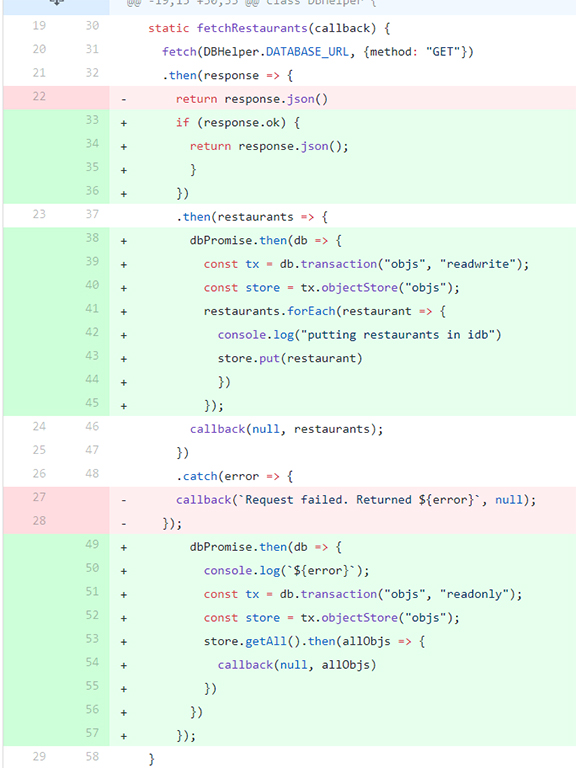 @@ -19,15 +30,53 @@ class DBHelper {
19 30 static fetchRestaurants(callback) {
20 31 fetch(DBHelper.DATABASE_URL, {method: "GET"})
21 32 .then(response => {
22 - return response.json()
33 + if (response.ok) {
34 + return response.json();
35 + }
36 + })
23 37 .then(restaurants => {
38 + dbPromise.then(db => {
39 + const tx = db.transaction("objs", "readwrite");
40 + const store = tx.objectStore("objs");
41 + restaurants.forEach(restaurant => {
42 + console.log("putting restaurants in idb")
43 + store.put(restaurant)
44 + })
45 + });
24 46 callback(null, restaurants);
25 47 })
26 48 .catch(error => {
27 - callback(`Request failed. Returned ${error}`, null);
28 - });
49 + dbPromise.then(db => {
50 + console.log(`${error}`);
51 + const tx = db.transaction("objs", "readonly");
52 + const store = tx.objectStore("objs");
53 + store.getAll().then(allObjs => {
54 + callback(null, allObjs)
55 + })
56 + })
57 + });
29 58 }